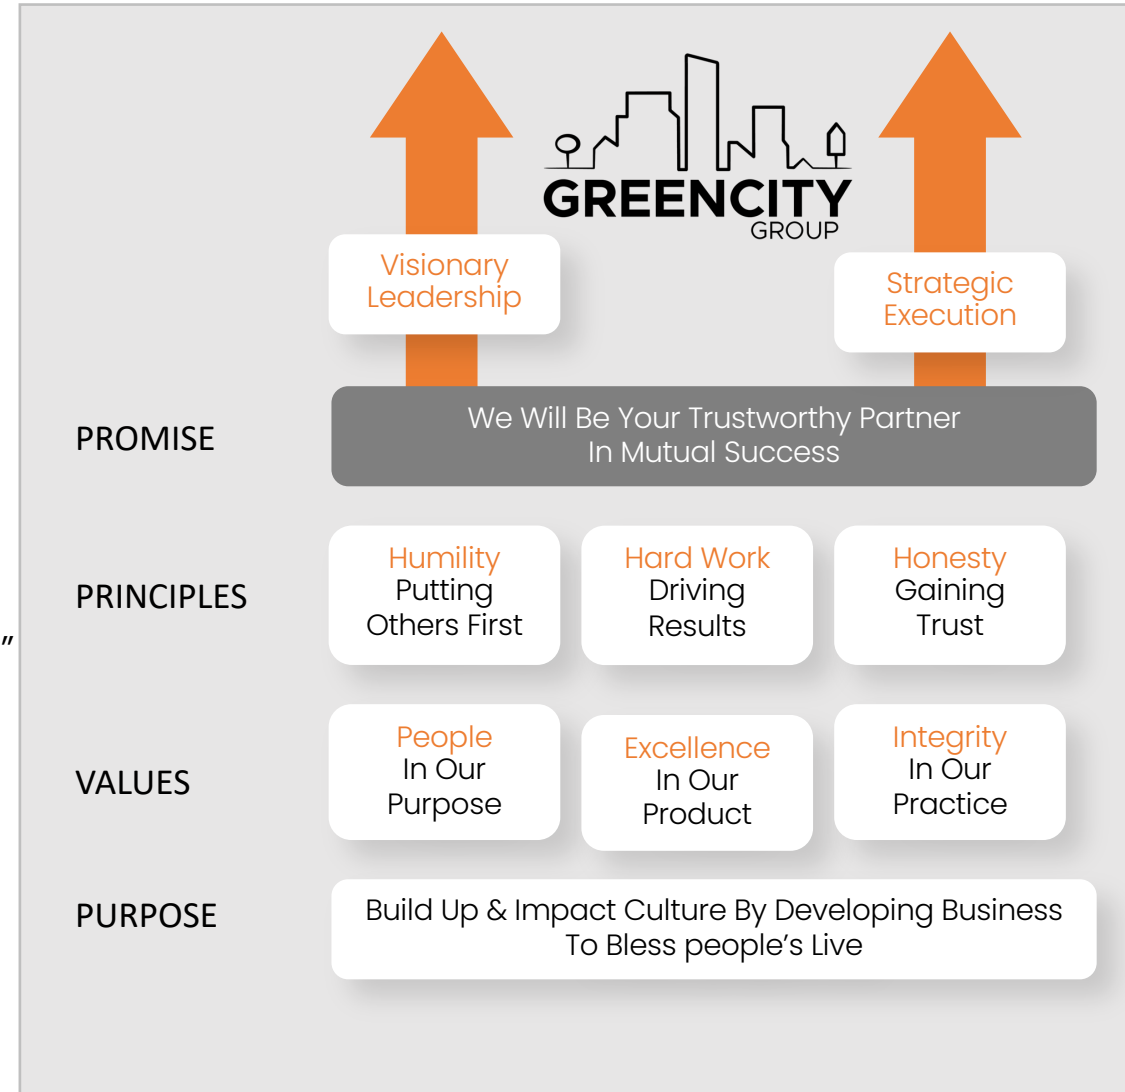 GREENCITY
GROUP
Visionary
Leadership
Strategic
Execution
PROMISE
We Will Be Your Trustworthy Partner
In Mutual Success
PRINCIPLES
Humility
Putting
Others First
Hard Work
Driving
Results
Honesty
Gaining
Trust
”
VALUES
People
In Our
Purpose
Excellence
In Our
Product
Integrity
In Our
Practice
PURPOSE
Build Up & Impact Culture By Developing Business
To Bless people’s Live